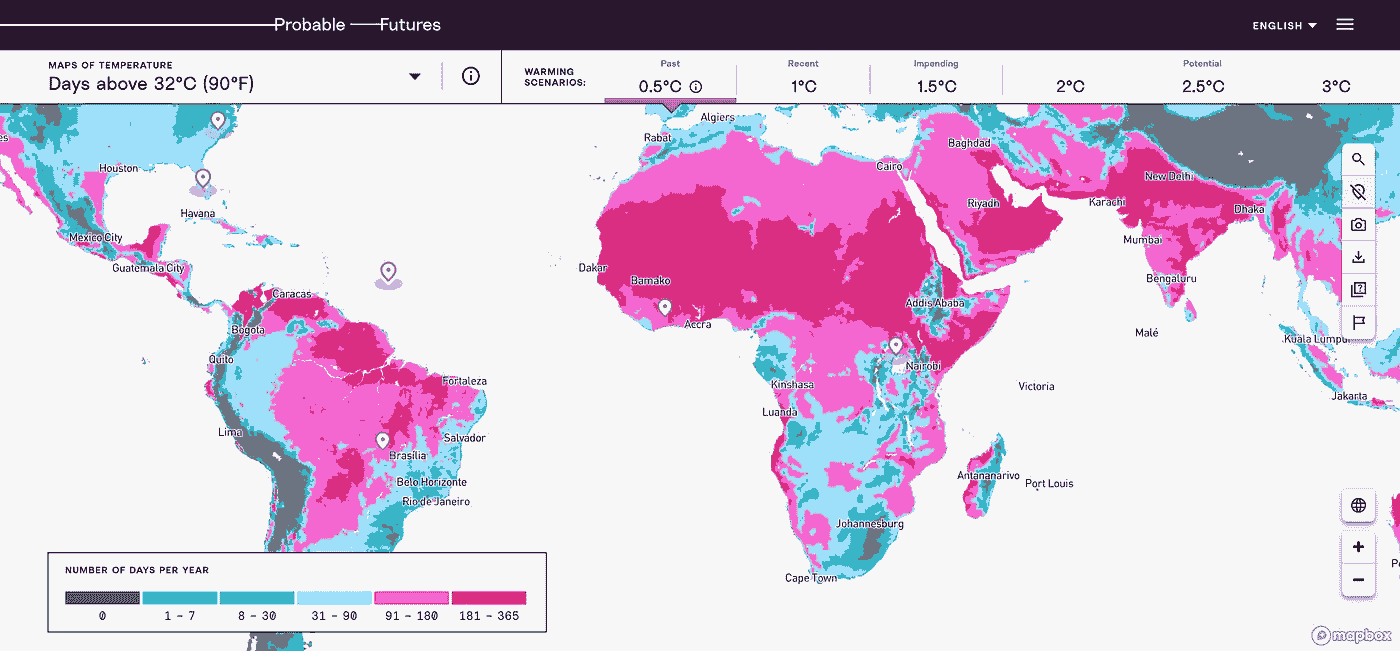 Probable Futures
ENGLISH
MAPS OF TEMPERATURE
Days above 32°C (90°F)
WARMING
SCENARIOS:
Past
0.5°C
Recent
1°C
Impending
1.5°C
Potential
2°C
2.5°C
3°C
Algiers
Rabat
Baghdad
Cairo
Houston
New Delhi
Riyadh
Karachi
Dhaka
Havana
Mexico City
Mumbai
Guatemala City
Dakar
Bamako
Bengaluru
Caracas
Addis Ababa
Accra
Bogota
Malé
Kuala Lumpu
Quito
Nairobi
Fortaleza
Kinshasa
Victoria
Jakarta
Luanda
Lima
Salvador
Brasília
Antananarivo
Belo Horizonte
Port Louis
Rio de Janeiro
Johannesburg
Cape Town
NUMBER OF DAYS PER YEAR
0
1 - 7
8 - 30
31 - 90
91 - 180
181 - 365
mapbox